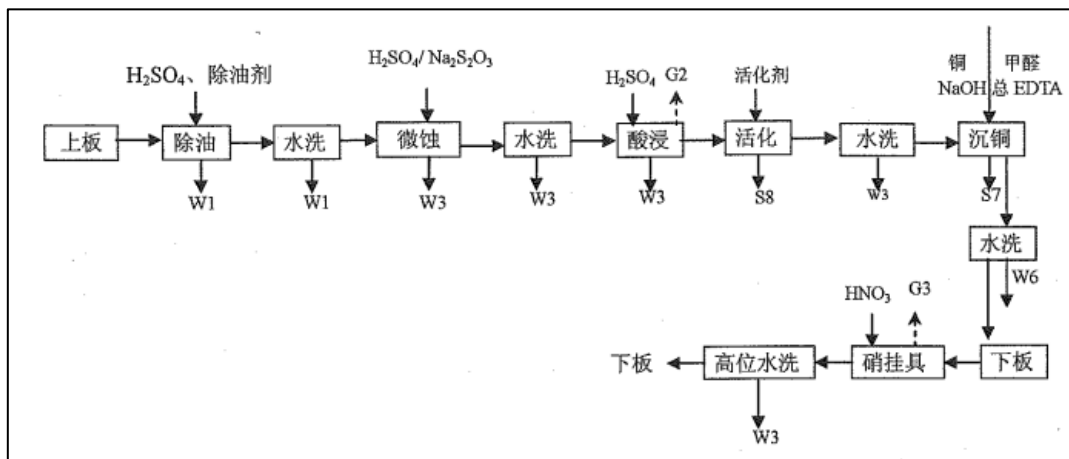 铜 甲醛
H₂SO₄、除油剂 H₂SO₄/ Na₂S₂O₃ H₂SO₄ G2 活化剂 NaOH 总 EDTA
上板 除油 水洗 微蚀 水洗 酸浸 活化 水洗 沉铜
W1 W1 W3 W3 W3 S8 W3 S7
水洗
W6
HNO₃ G3
下板 高位水洗 硝挂具 下板
W3